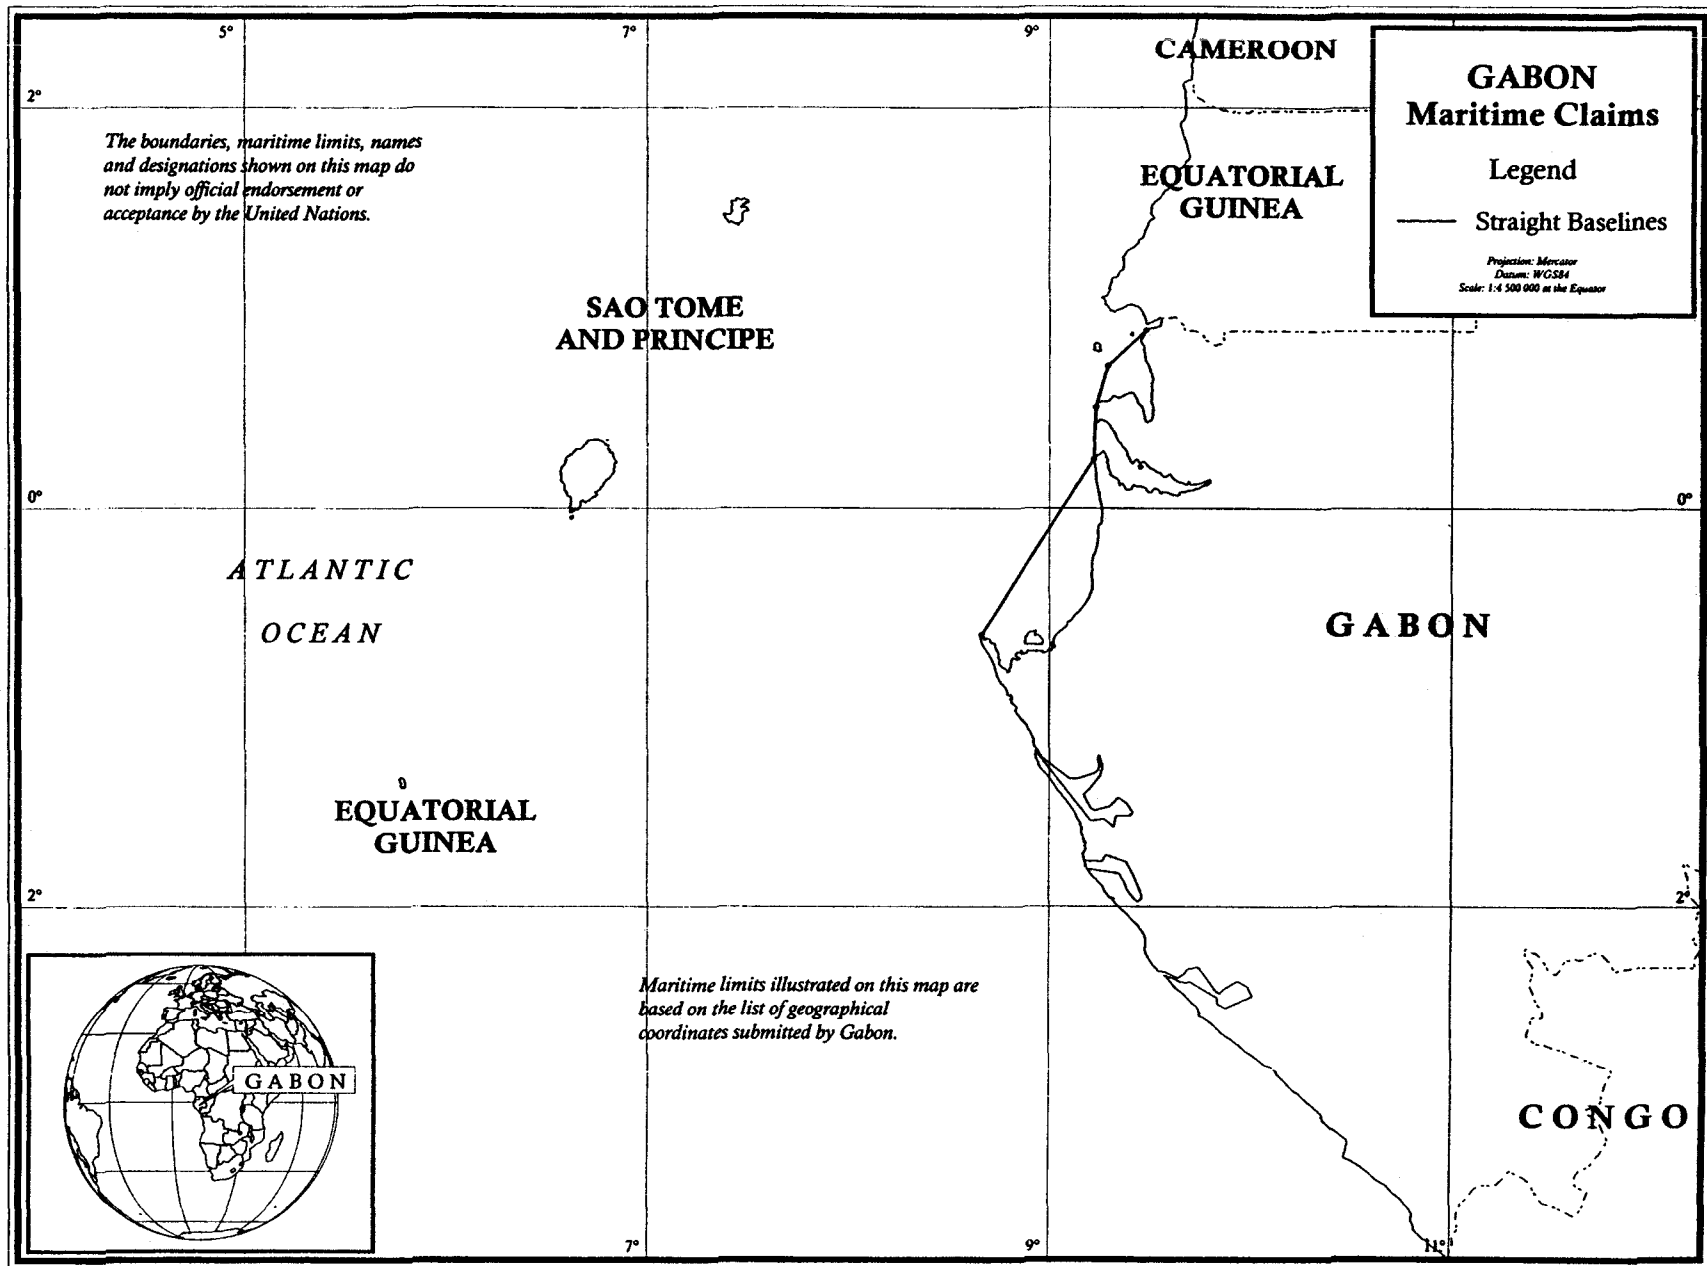 5°
7°
9°
CAMEROON
GABON
Maritime Claims
Legend
Straight Baselines
Projection: Mercator
Datum: WGS84
Scale: 1:4 500 000 at the Equator
2°
The boundaries, maritime limits, names
and designations shown on this map do
not imply official endorsement or
acceptance by the United Nations.
EQUATORIAL
GUINEA
SAO TOME
AND PRINCIPE
0°
0°
ATLANTIC
OCEAN
GABON
EQUATORIAL
GUINEA
2°
2°
Maritime limits illustrated on this map are
based on the list of geographical
coordinates submitted by Gabon.
GABON
CONGO
7°
9°
11°